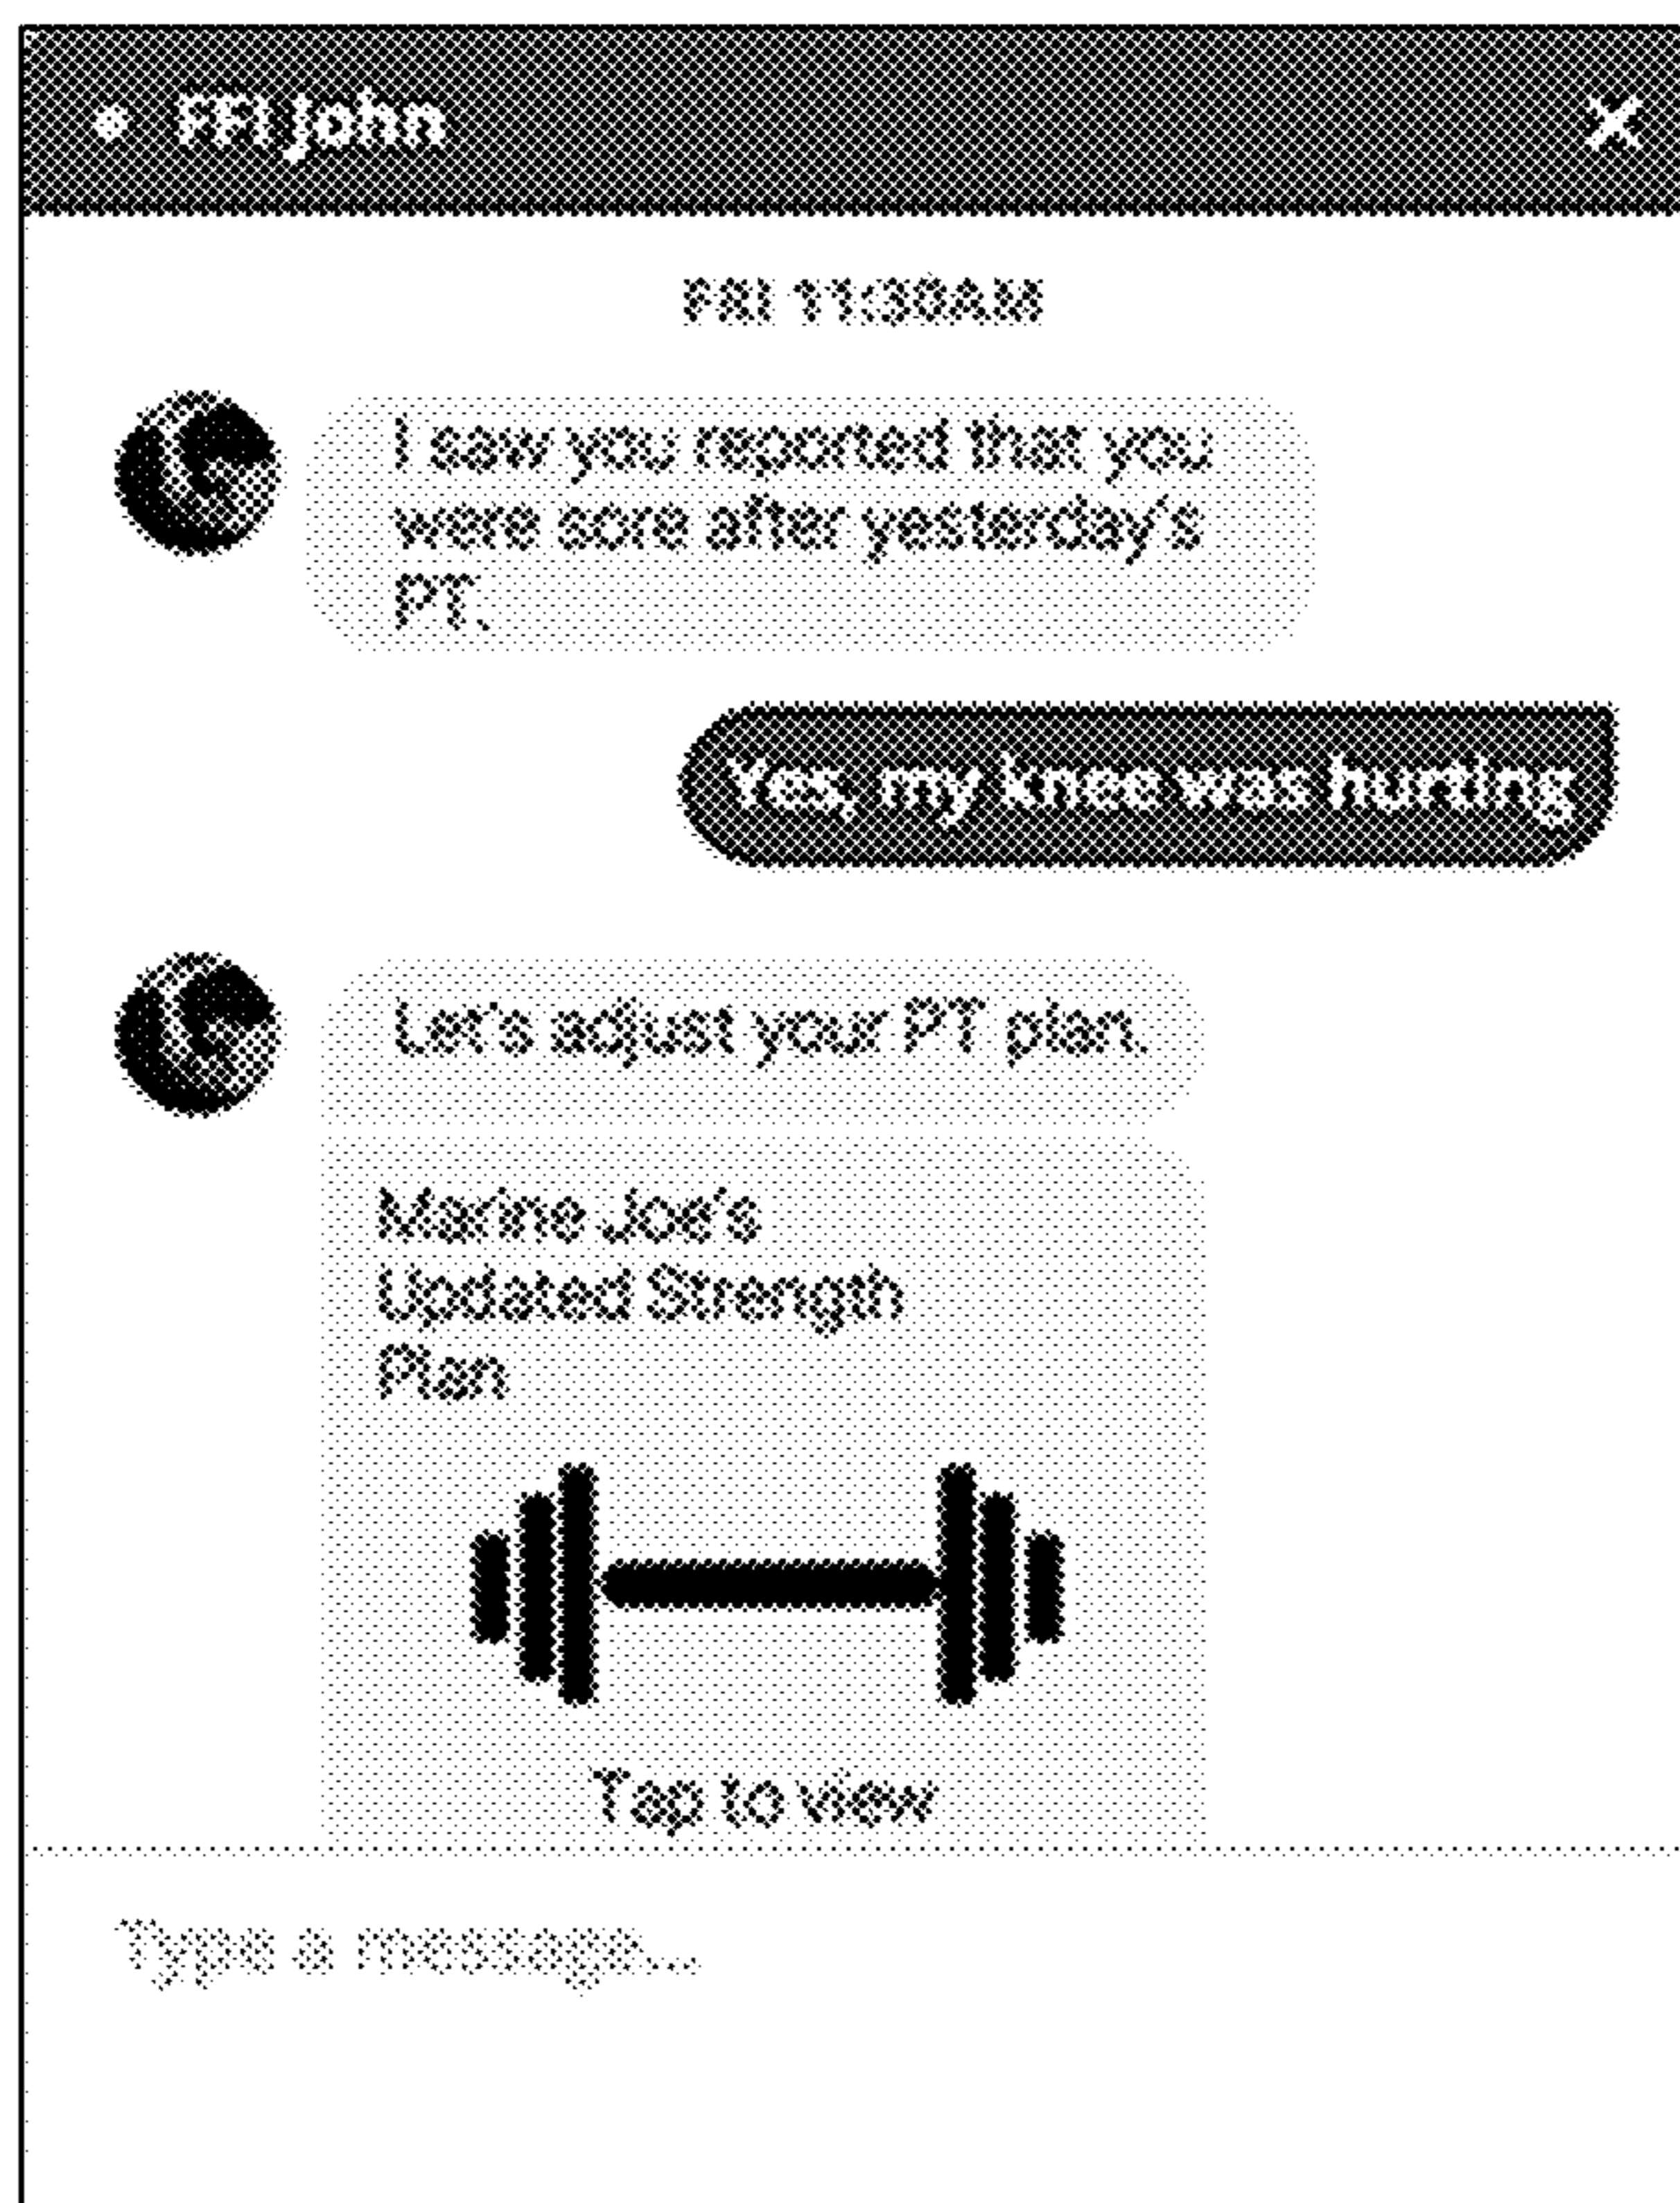 FFI John
FRI 11:30AM
I saw you reported that you
were sore after yesterday's
PT.
Yes, my knee was hurting
Let's adjust your PT plan.
Marine Joe's
Updated Strength
Plan
Tap to view
Type a message...